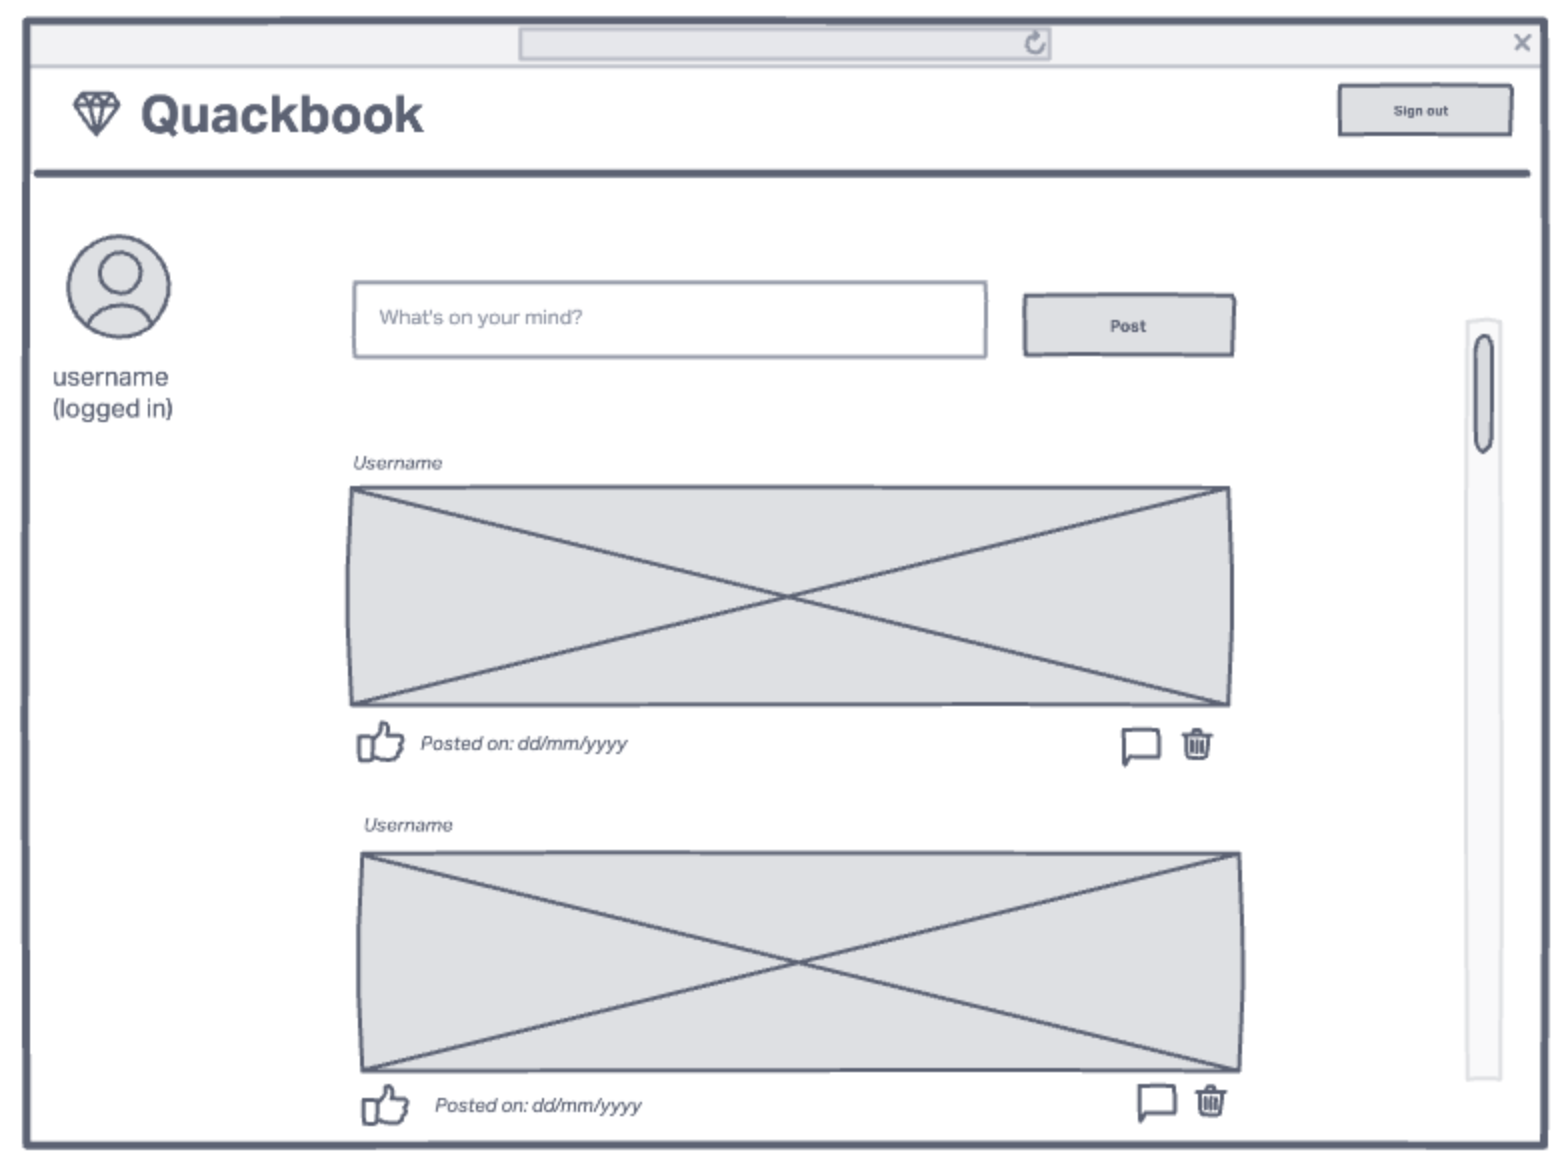 Quackbook
Sign out
What's on your mind?
Post
username
(logged in)
Username
Posted on: dd/mm/yyyy
Username
Posted on: dd/mm/yyyy